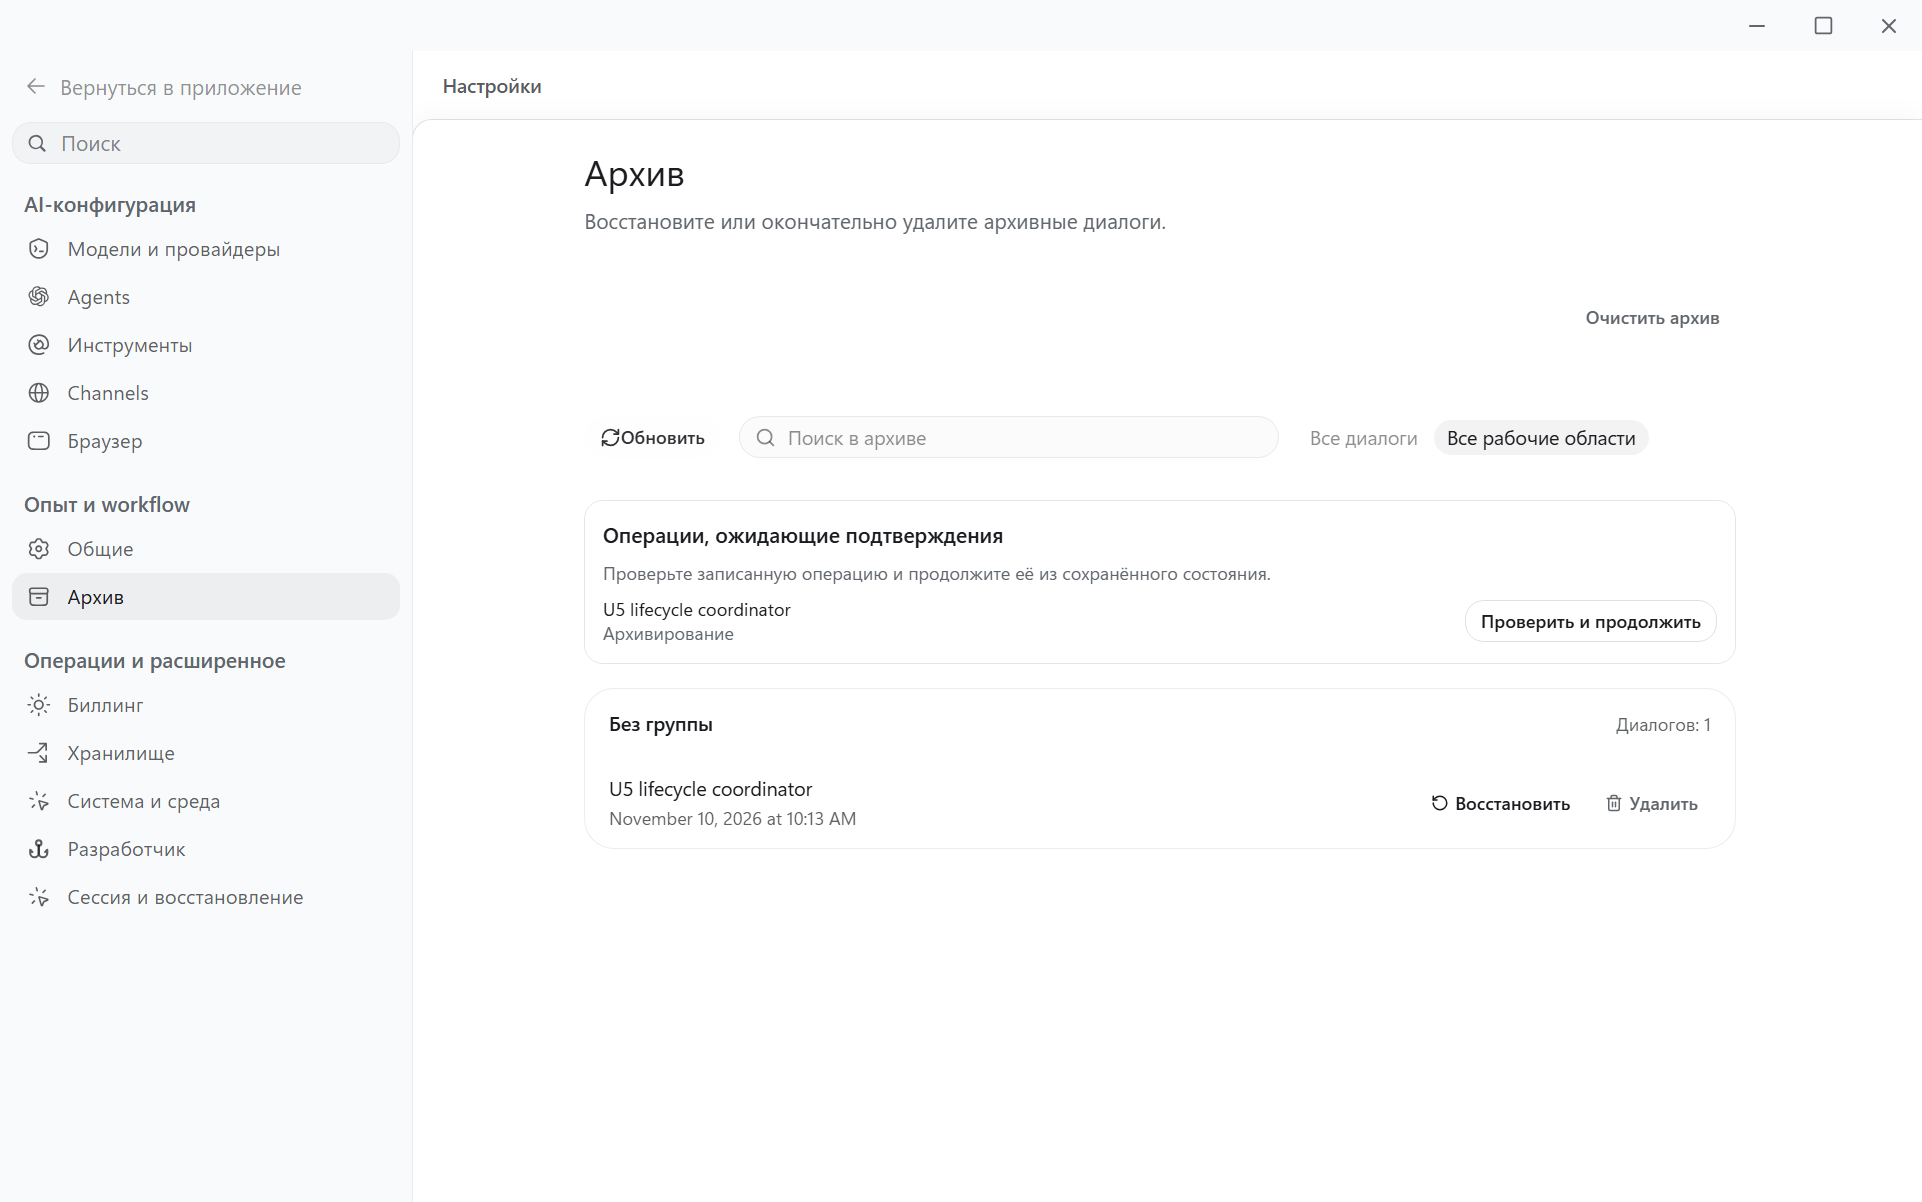 Вернуться в приложение
Поиск
AI-конфигурация
Модели и провайдеры
Agents
Инструменты
Channels
Браузер
Опыт и workflow
Общие
Архив
Операции и расширенное
Биллинг
Хранилище
Система и среда
Разработчик
Сессия и восстановление
Настройки
Архив
Восстановите или окончательно удалите архивные диалоги.
Очистить архив
Обновить
Поиск в архиве
Все диалоги
Все рабочие области
Операции, ожидающие подтверждения
Проверьте записанную операцию и продолжите её из сохранённого состояния.
U5 lifecycle coordinator
Архивирование
Проверить и продолжить
Без группы
Диалогов: 1
U5 lifecycle coordinator
November 10, 2026 at 10:13 AM
Восстановить
Удалить